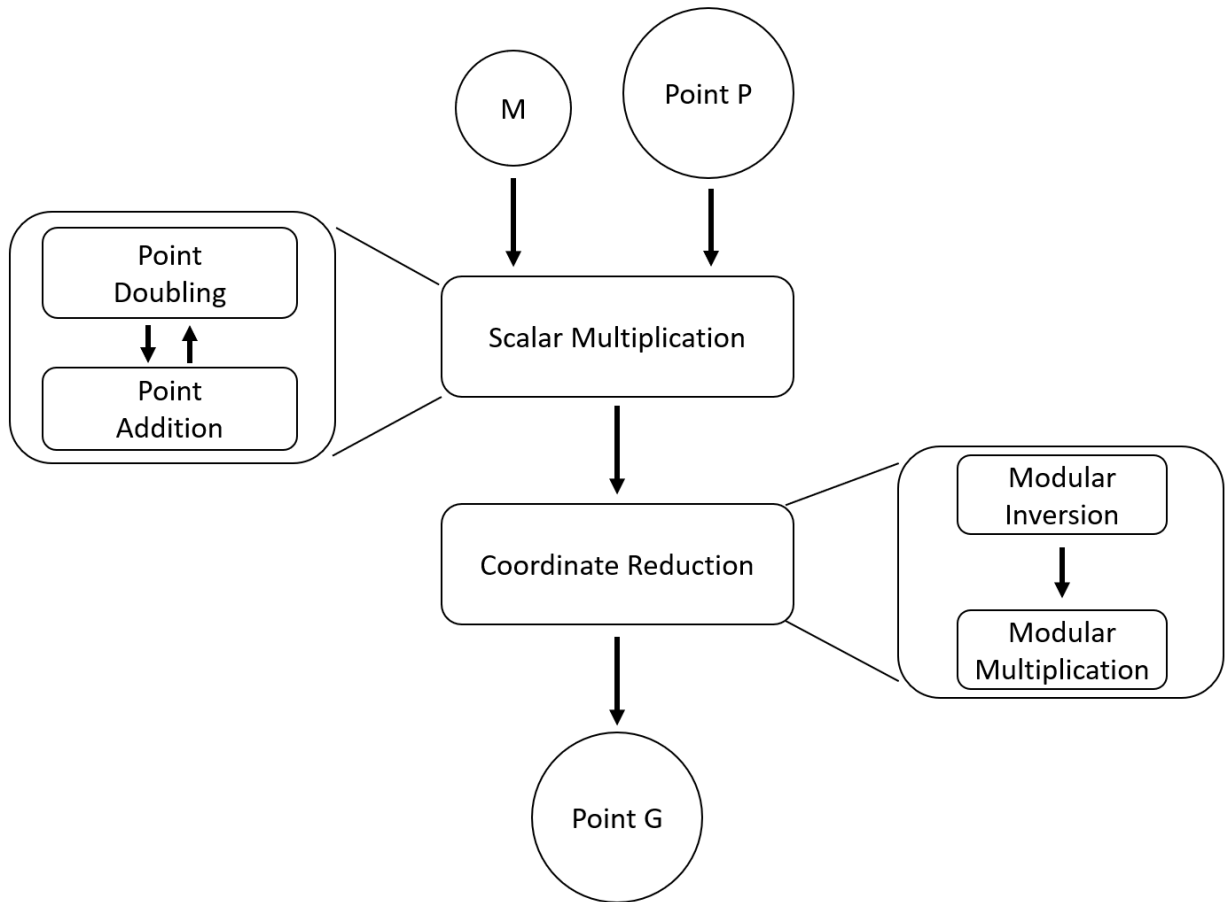 M
Point P
Point
Doubling
Point
Addition
Scalar Multiplication
Coordinate Reduction
Modular
Inversion
Modular
Multiplication
Point G